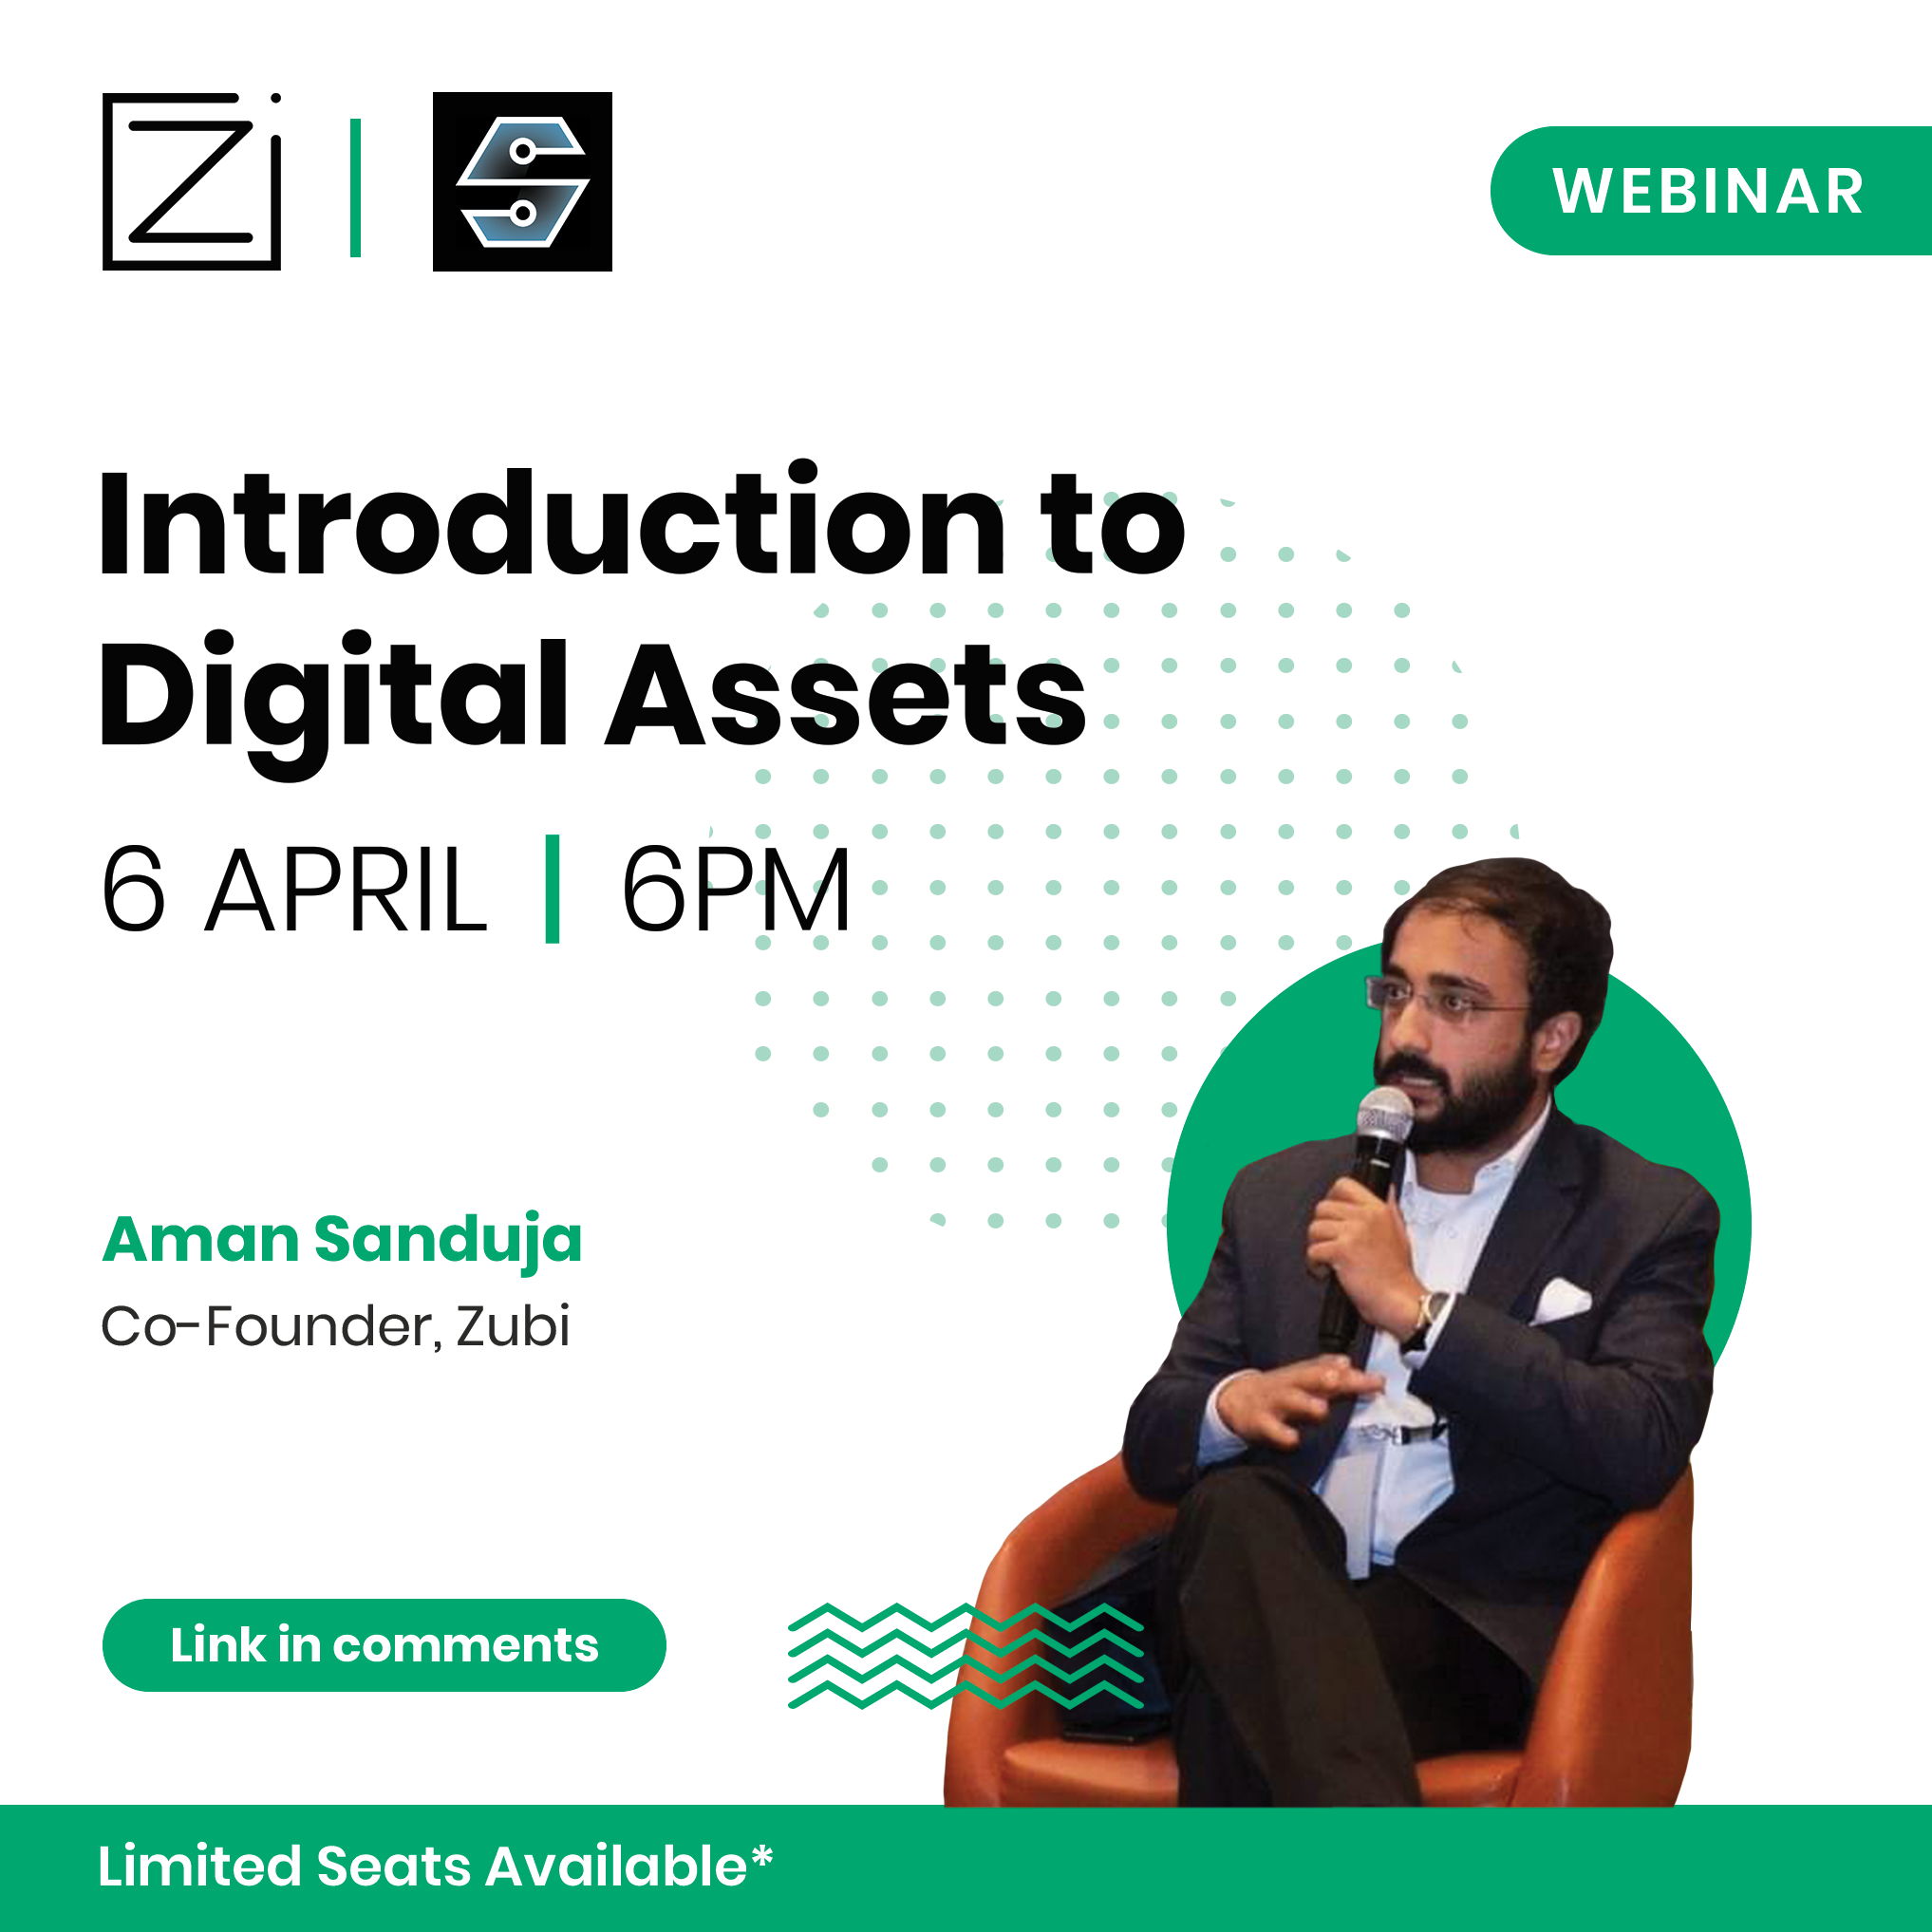 Zi
S
WEBINAR
Introduction to
Digital Assets
6 APRIL | 6PM
Aman Sanduja
Co-Founder, Zubi
Link in comments
Limited Seats Available*